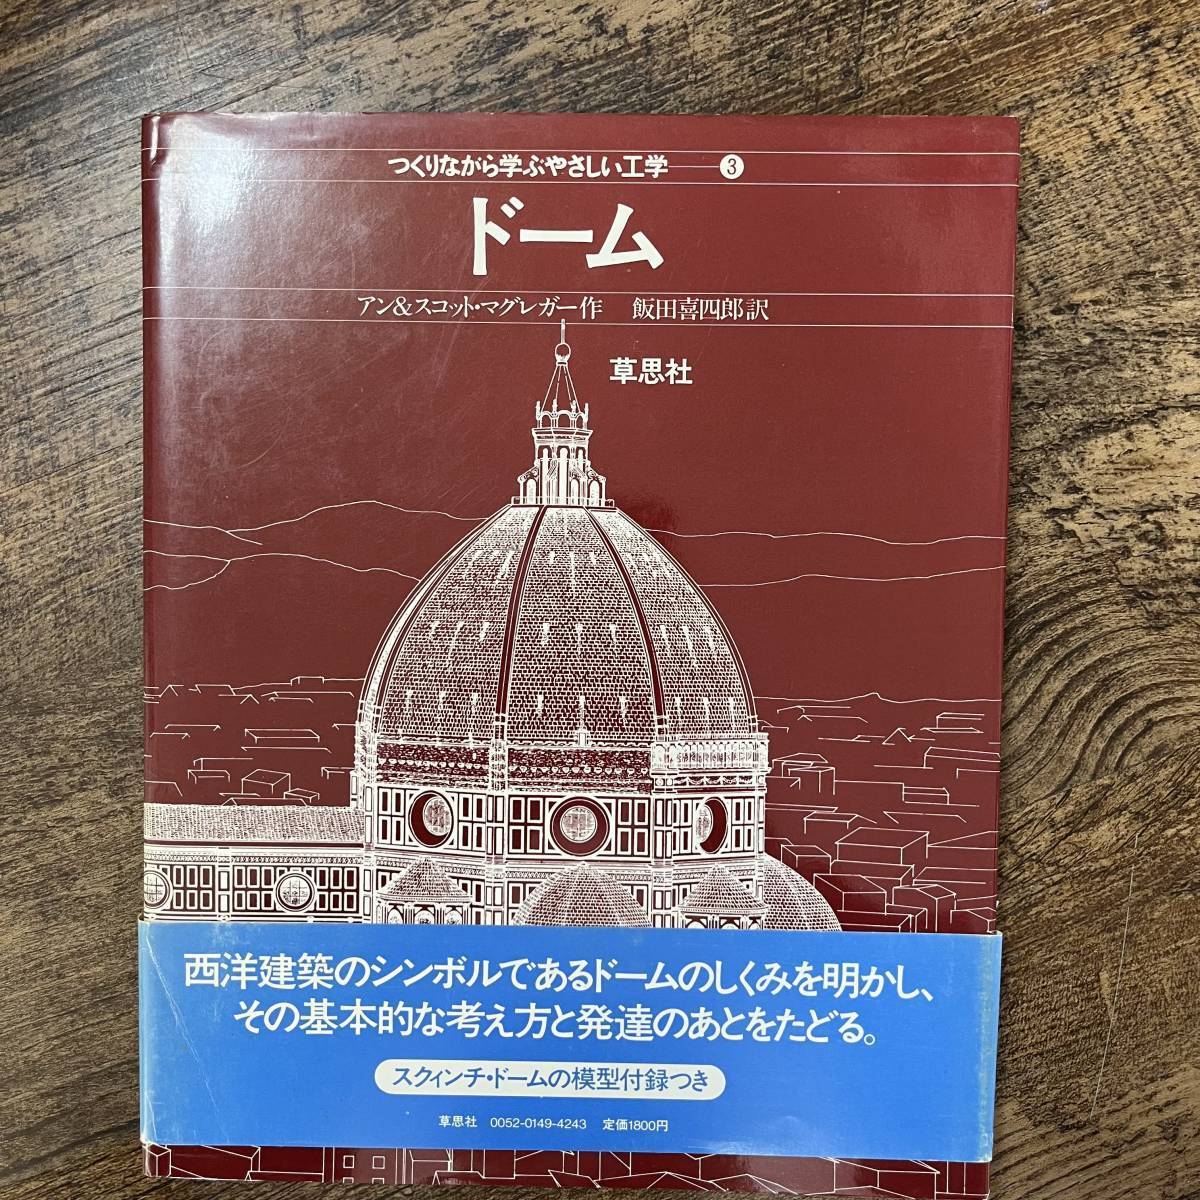 つくりながら学ぶやさしい工学 ③
ドーム
アン&スコット・マグレガー作 飯田喜四郎訳
草思社
西洋建築のシンボルであるドームのしくみを明かし、
その基本的な考え方と発達のあとをたどる。
スクィンチ・ドームの模型付録つき
草思社 0052-0149-4243 定価1800円